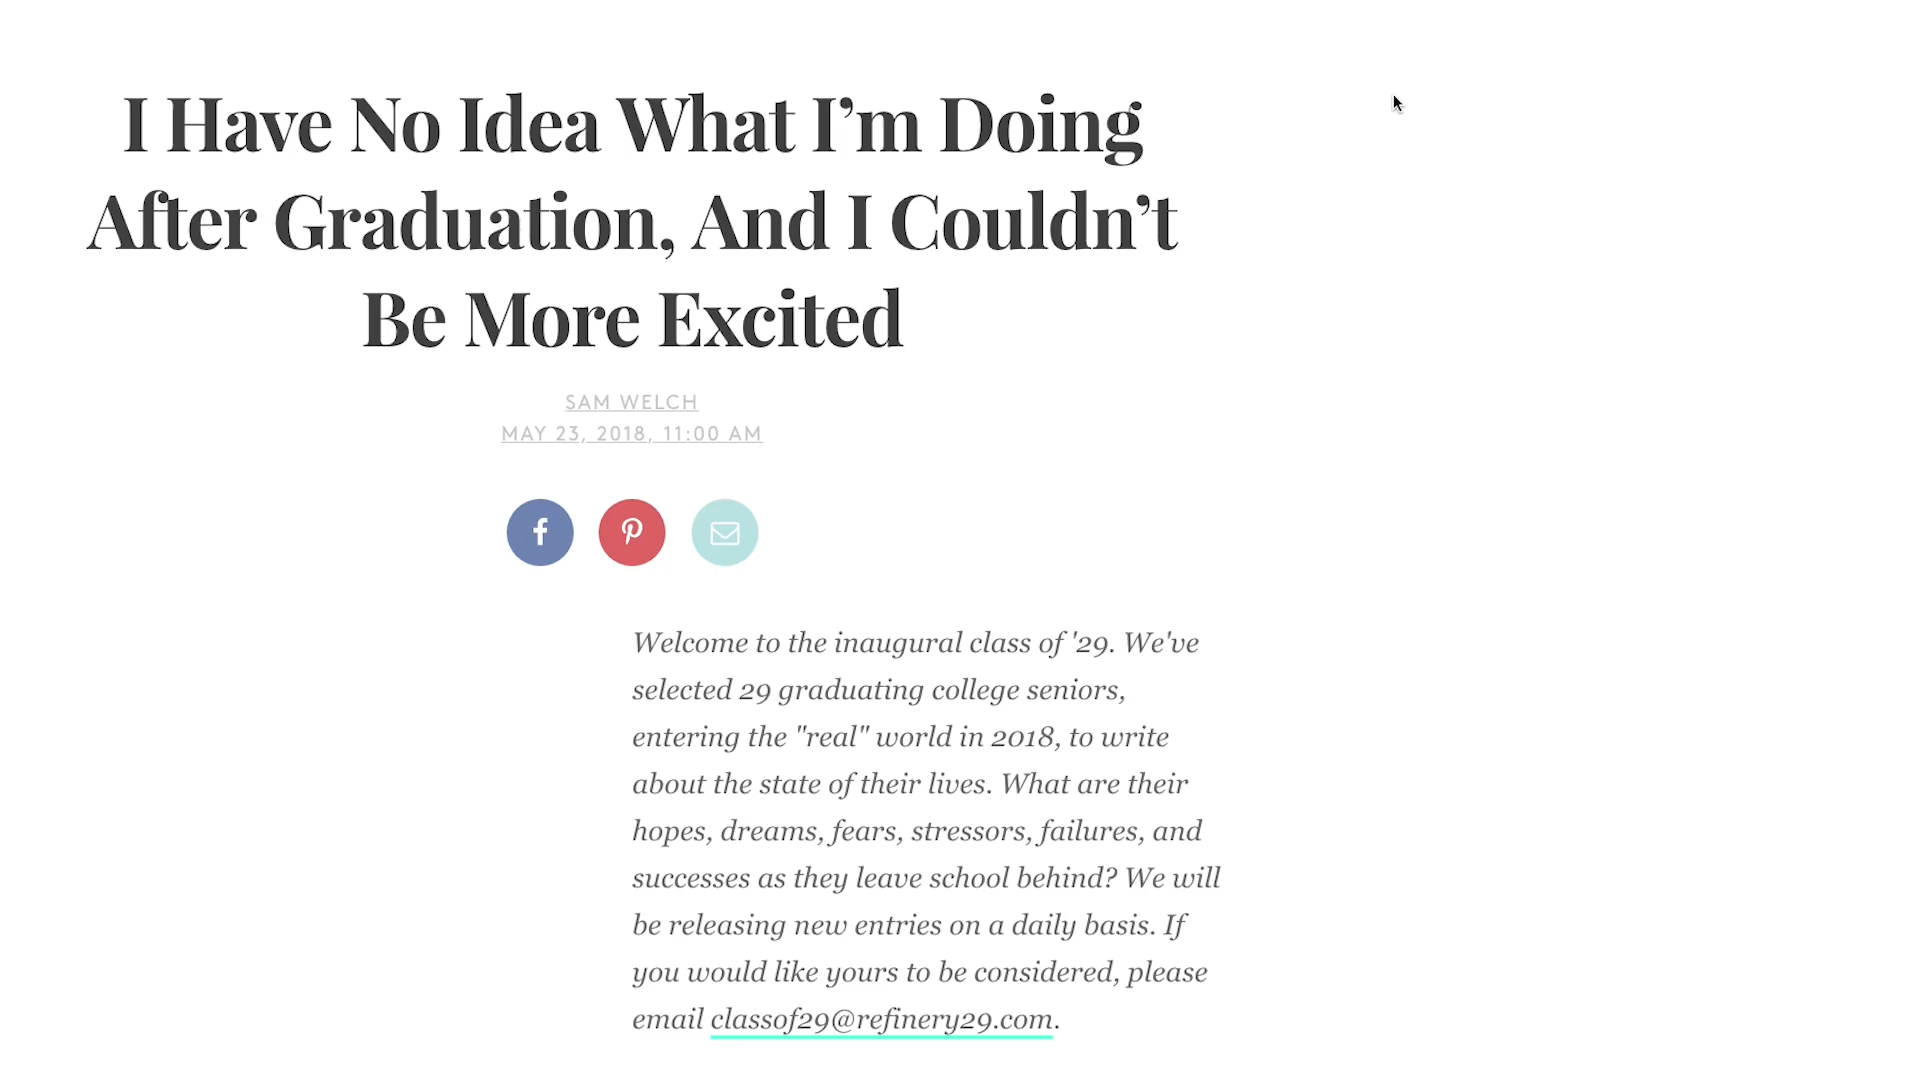 I Have No Idea What I’m Doing
After Graduation, And I Couldn’t
Be More Excited
SAM WELCH
MAY 23, 2018, 11:00 AM
Welcome to the inaugural class of '29. We've
selected 29 graduating college seniors,
entering the "real" world in 2018, to write
about the state of their lives. What are their
hopes, dreams, fears, stressors, failures, and
successes as they leave school behind? We will
be releasing new entries on a daily basis. If
you would like yours to be considered, please
email classof29@refinery29.com.